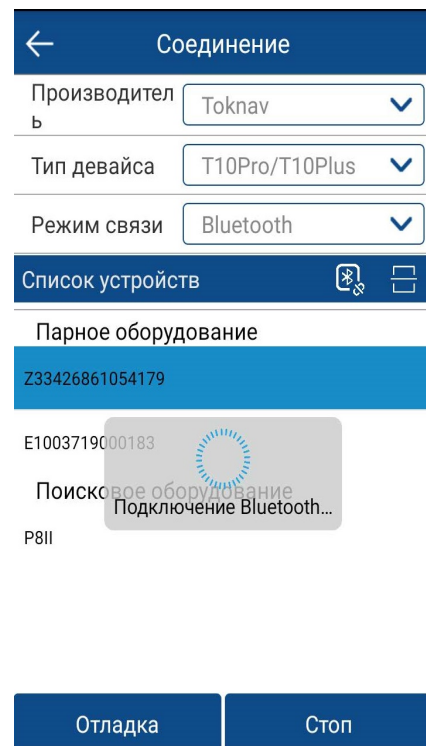 Соединение
Производител
ь
Toknav
Тип девайса
T10Pro/T10Plus
Режим связи
Bluetooth
Список устройств
Парное оборудование
Z33426861054179
E1003719000183
Поисковое оборудование
Подключение Bluetooth...
P8II
Отладка
Стоп